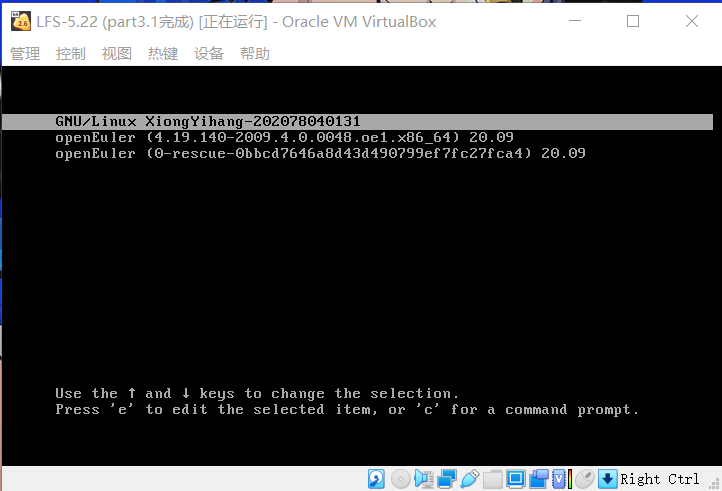 LFS-5.22 (part3.1完成) [正在运行] - Oracle VM VirtualBox
管理 控制 视图 热键 设备 帮助
GNU/Linux XiongYihang-202078040131
openEuler (4.19.140-2009.4.0.0048.oe1.x86_64) 20.09
openEuler (0-rescue-0bbcd7646a8d43d490799ef7fc27fca4) 20.09
Use the ↑ and ↓ keys to change the selection.
Press 'e' to edit the selected item, or 'c' for a command prompt.
Right Ctrl